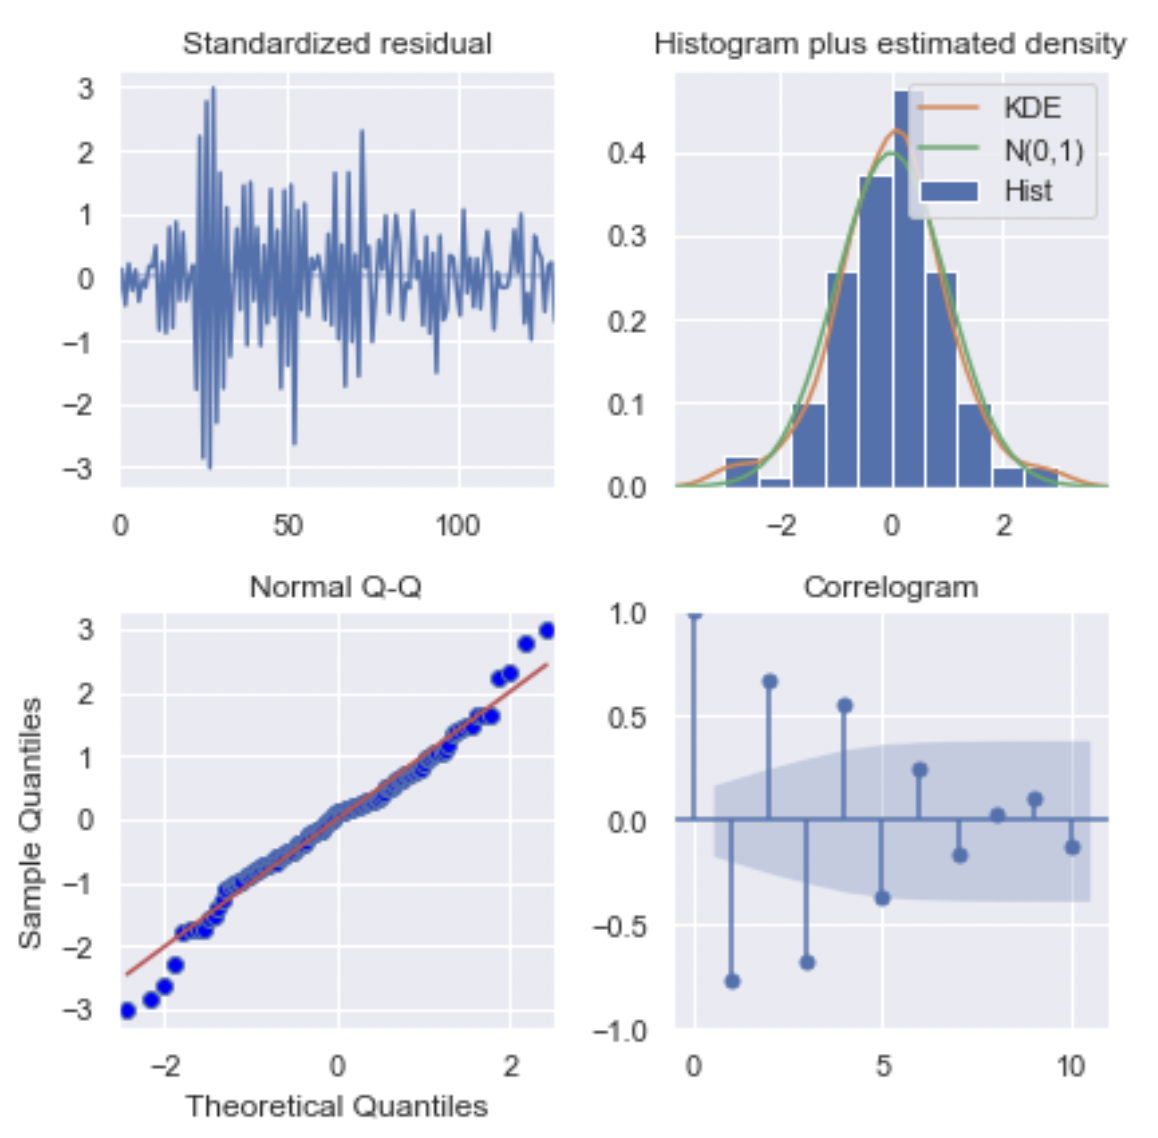 Standardized residual
3
2
1
0
−1
−2
−3
0 50 100
Histogram plus estimated density
KDE
N(0,1)
Hist
0.4
0.3
0.2
0.1
0.0
−2 0 2
Normal Q-Q
Sample Quantiles
3
2
1
0
−1
−2
−3
−2 0 2
Theoretical Quantiles
Correlogram
1.0
0.5
0.0
−0.5
−1.0
0 5 10